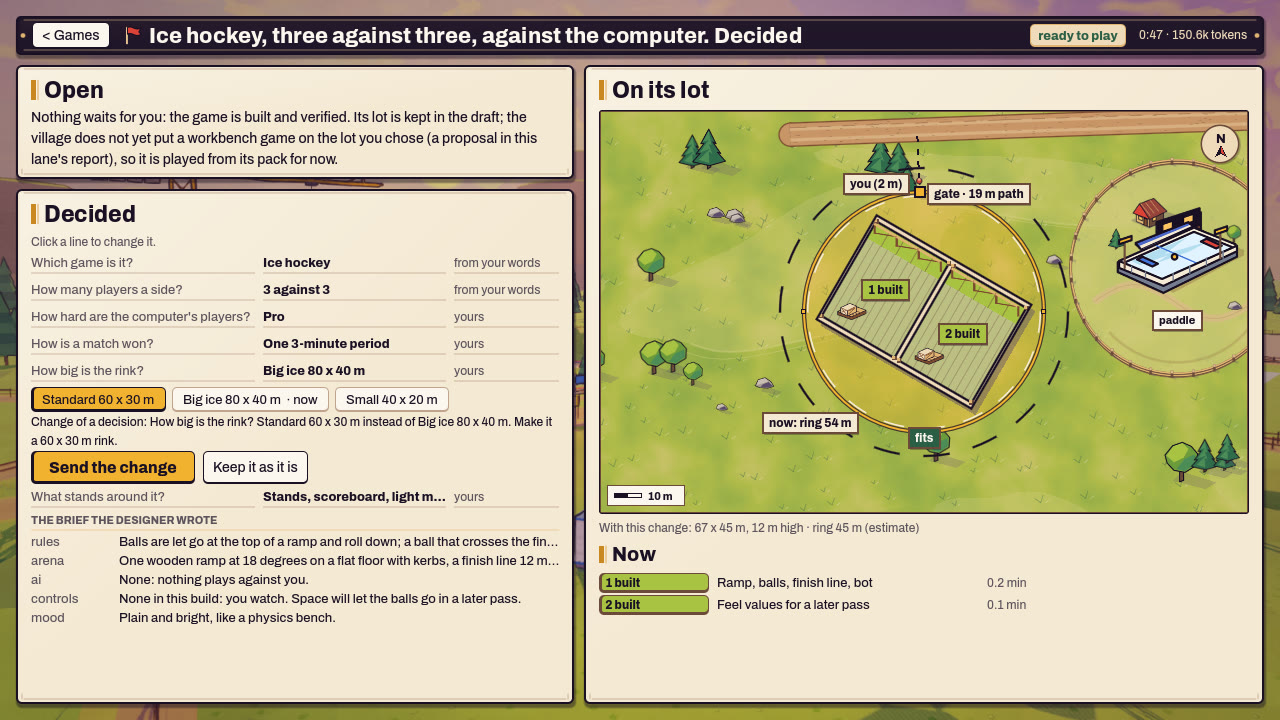 < Games
Ice hockey, three against three, against the computer. Decided
ready to play
0:47 · 150.6k tokens
Open
Nothing waits for you: the game is built and verified. Its lot is kept in the draft; the
village does not yet put a workbench game on the lot you chose (a proposal in this
lane's report), so it is played from its pack for now.
Decided
Click a line to change it.
Which game is it? Ice hockey from your words
How many players a side? 3 against 3 from your words
How hard are the computer's players? Pro yours
How is a match won? One 3-minute period yours
How big is the rink? Big ice 80 x 40 m yours
Standard 60 x 30 m Big ice 80 x 40 m · now Small 40 x 20 m
Change of a decision: How big is the rink? Standard 60 x 30 m instead of Big ice 80 x 40 m. Make it
a 60 x 30 m rink.
Send the change Keep it as it is
What stands around it? Stands, scoreboard, light m... yours
THE BRIEF THE DESIGNER WROTE
rules Balls are let go at the top of a ramp and roll down; a ball that crosses the fin...
arena One wooden ramp at 18 degrees on a flat floor with kerbs, a finish line 12 m...
ai None: nothing plays against you.
controls None in this build: you watch. Space will let the balls go in a later pass.
mood Plain and bright, like a physics bench.
On its lot
N
you (2 m)
gate · 19 m path
1 built
2 built
paddle
now: ring 54 m
fits
10 m
With this change: 67 x 45 m, 12 m high · ring 45 m (estimate)
Now
1 built Ramp, balls, finish line, bot 0.2 min
2 built Feel values for a later pass 0.1 min